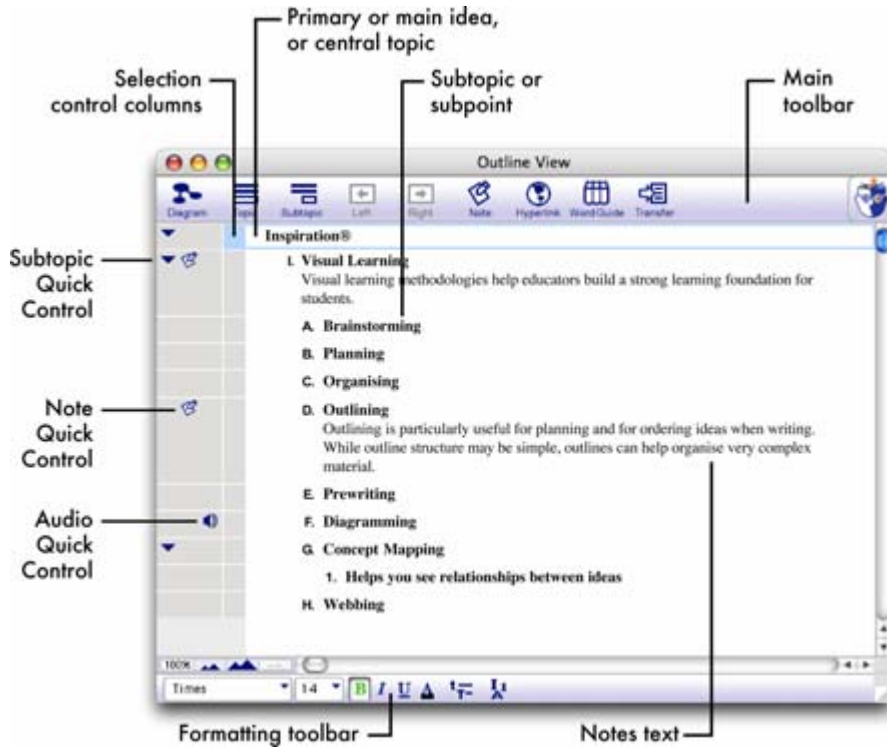 Primary or main idea,
or central topic
Selection
control columns
Subtopic or
subpoint
Main
toolbar
Outline View
Diagram Topic Subtopic Left Right Note Hyperlink WordGuide Transfer
Inspiration®
I. Visual Learning
Visual learning methodologies help educators build a strong learning foundation for
students.
A. Brainstorming
B. Planning
C. Organising
D. Outlining
Outlining is particularly useful for planning and for ordering ideas when writing.
While outline structure may be simple, outlines can help organise very complex
material.
E. Prewriting
F. Diagramming
G. Concept Mapping
1. Helps you see relationships between ideas
H. Webbing
Subtopic
Quick
Control
Note
Quick
Control
Audio
Quick
Control
100%
Times 14 B I U A
Formatting toolbar
Notes text